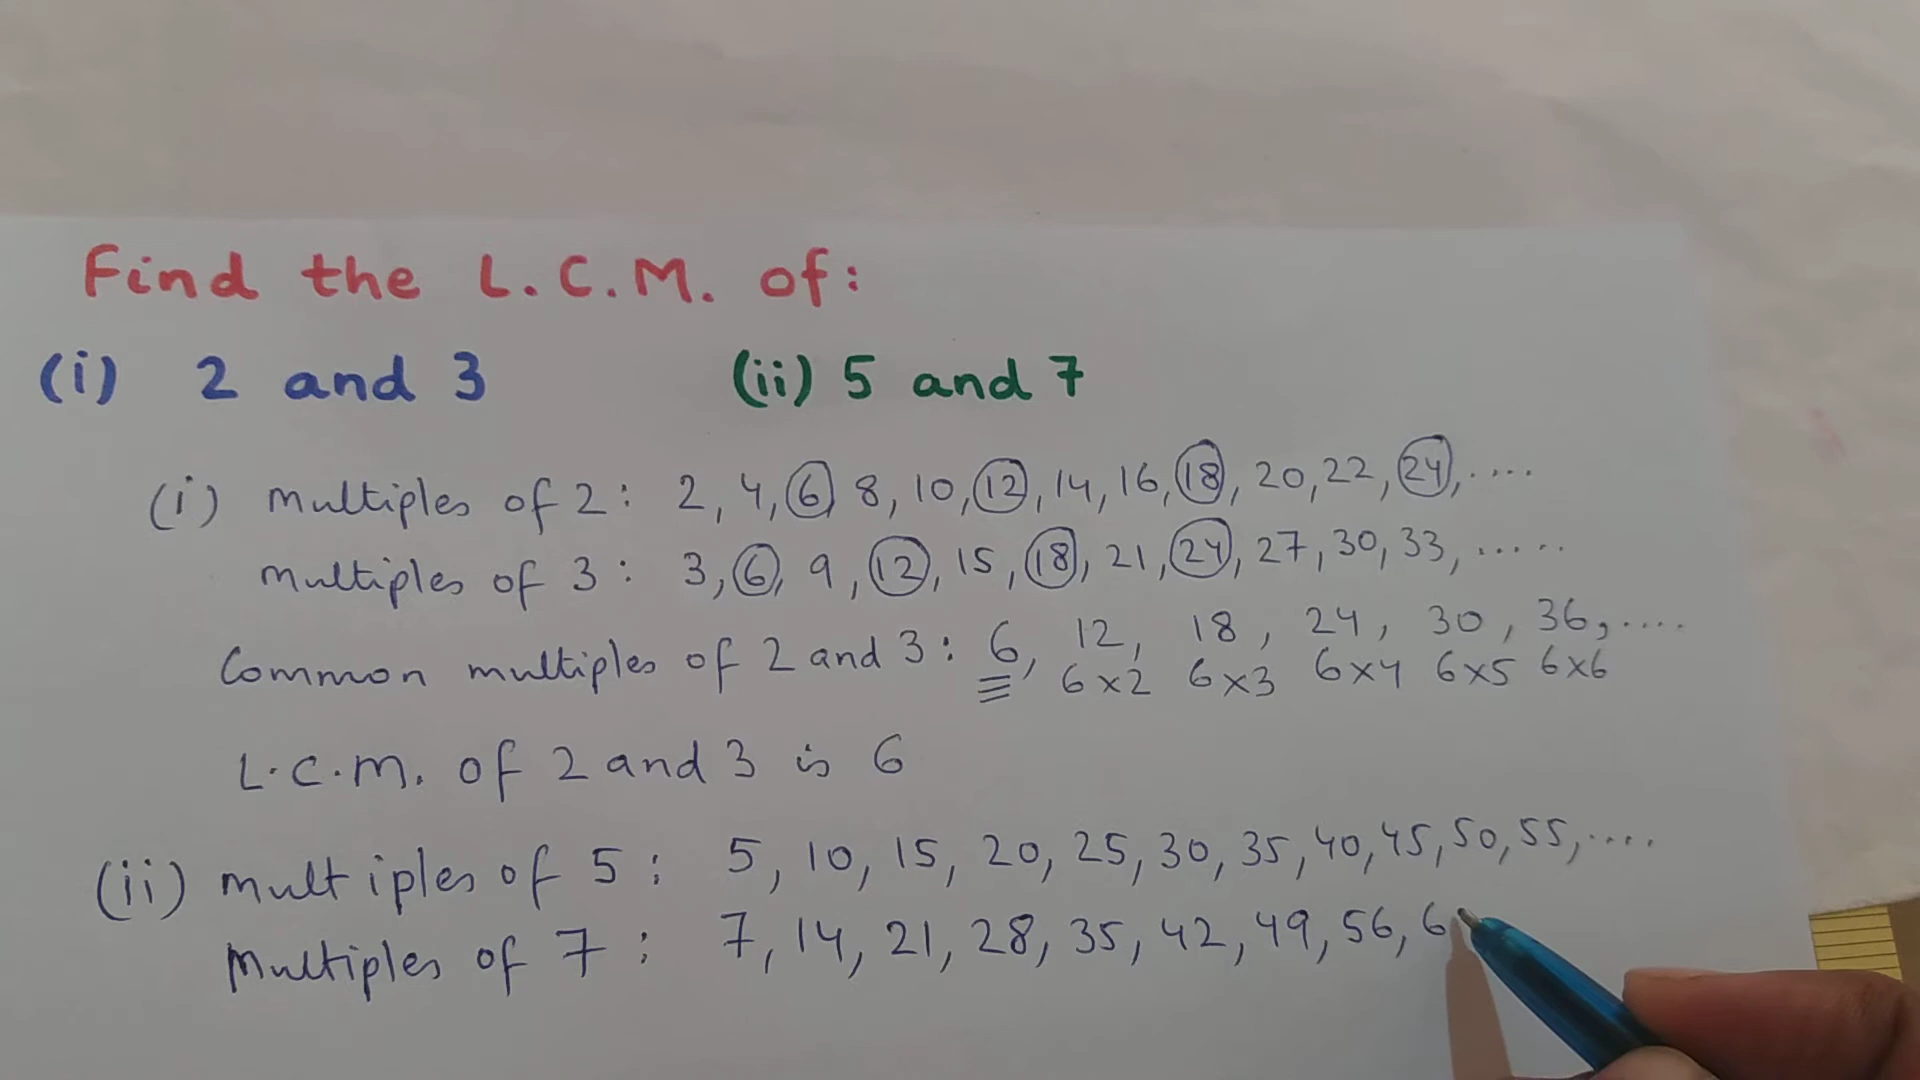 Find the L.C.M. of:
(i) 2 and 3 (ii) 5 and 7
(i) Multiples of 2 : 2, 4, 6, 8, 10, 12, 14, 16, 18, 20, 22, 24, ....
Multiples of 3 : 3, 6, 9, 12, 15, 18, 21, 24, 27, 30, 33, .....
Common multiples of 2 and 3 : 6, 12, 18, 24, 30, 36, ....
6x2 6x3 6x4 6x5 6x6
L.C.M. of 2 and 3 is 6
(ii) Multiples of 5 : 5, 10, 15, 20, 25, 30, 35, 40, 45, 50, 55, ....
Multiples of 7 : 7, 14, 21, 28, 35, 42, 49, 56, 6